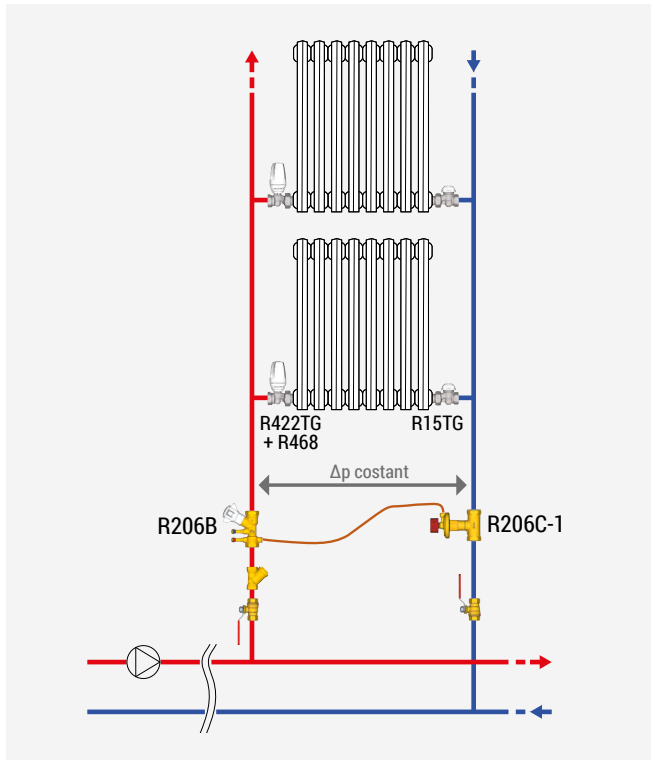 R422TG
+ R468
R15TG
Δp costant
R206B
R206C-1